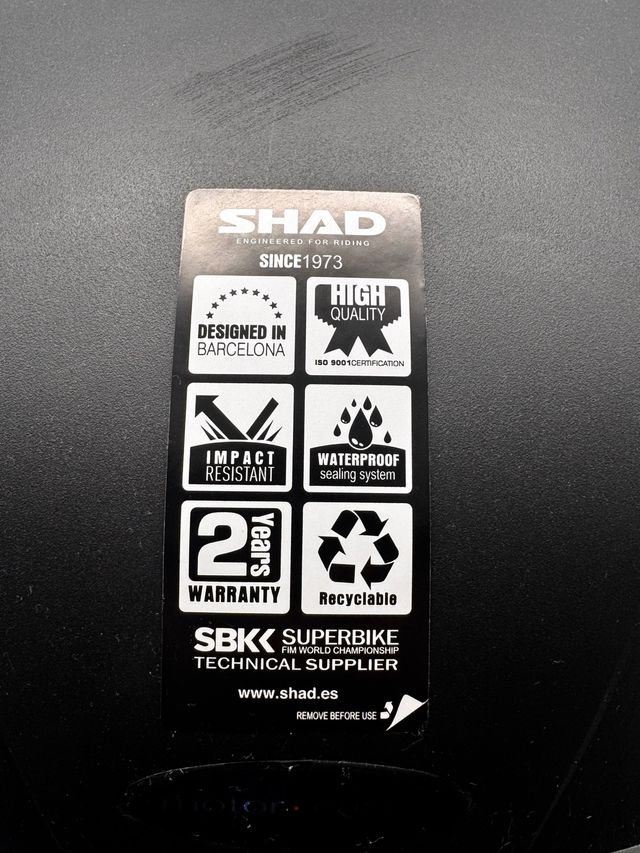 SHAD
ENGINEERED FOR RIDING
SINCE1973
DESIGNED IN
BARCELONA
HIGH
QUALITY
ISO 9001CERTIFICATION
IMPACT
RESISTANT
WATERPROOF
sealing system
2 Years
WARRANTY
Recyclable
SBK SUPERBIKE
FIM WORLD CHAMPIONSHIP
TECHNICAL SUPPLIER
www.shad.es
REMOVE BEFORE USE